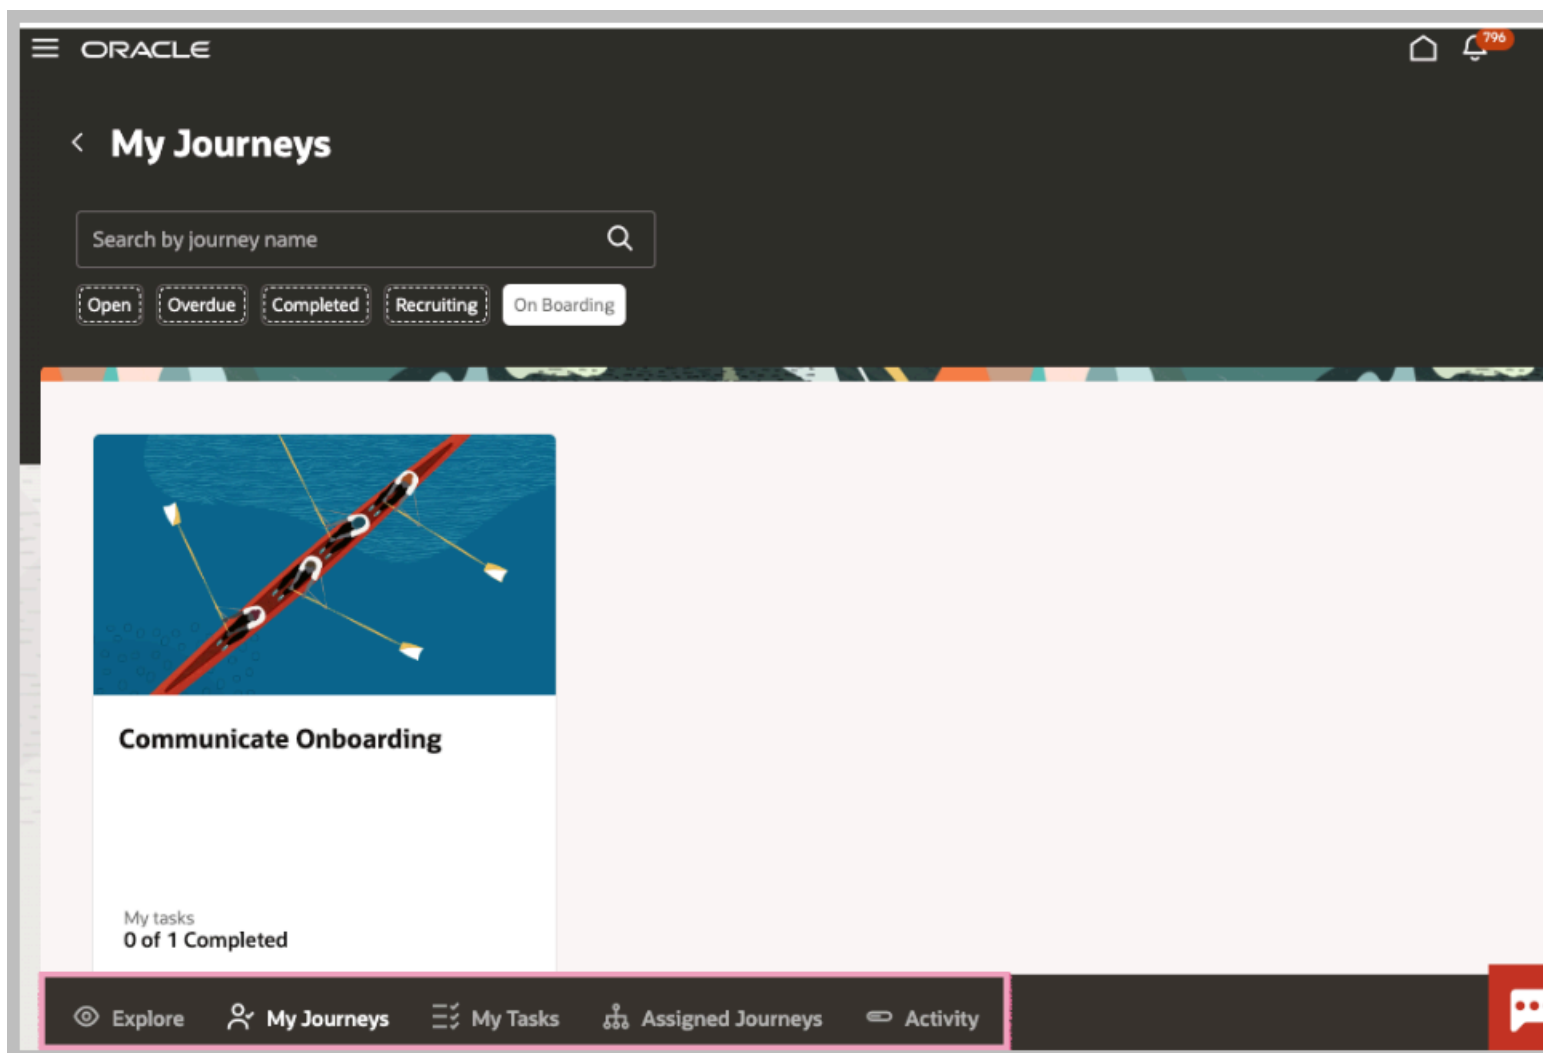 ORACLE
796
My Journeys
Search by journey name
Open Overdue Completed Recruiting On Boarding
Communicate Onboarding
My tasks
0 of 1 Completed
Explore My Journeys My Tasks Assigned Journeys Activity